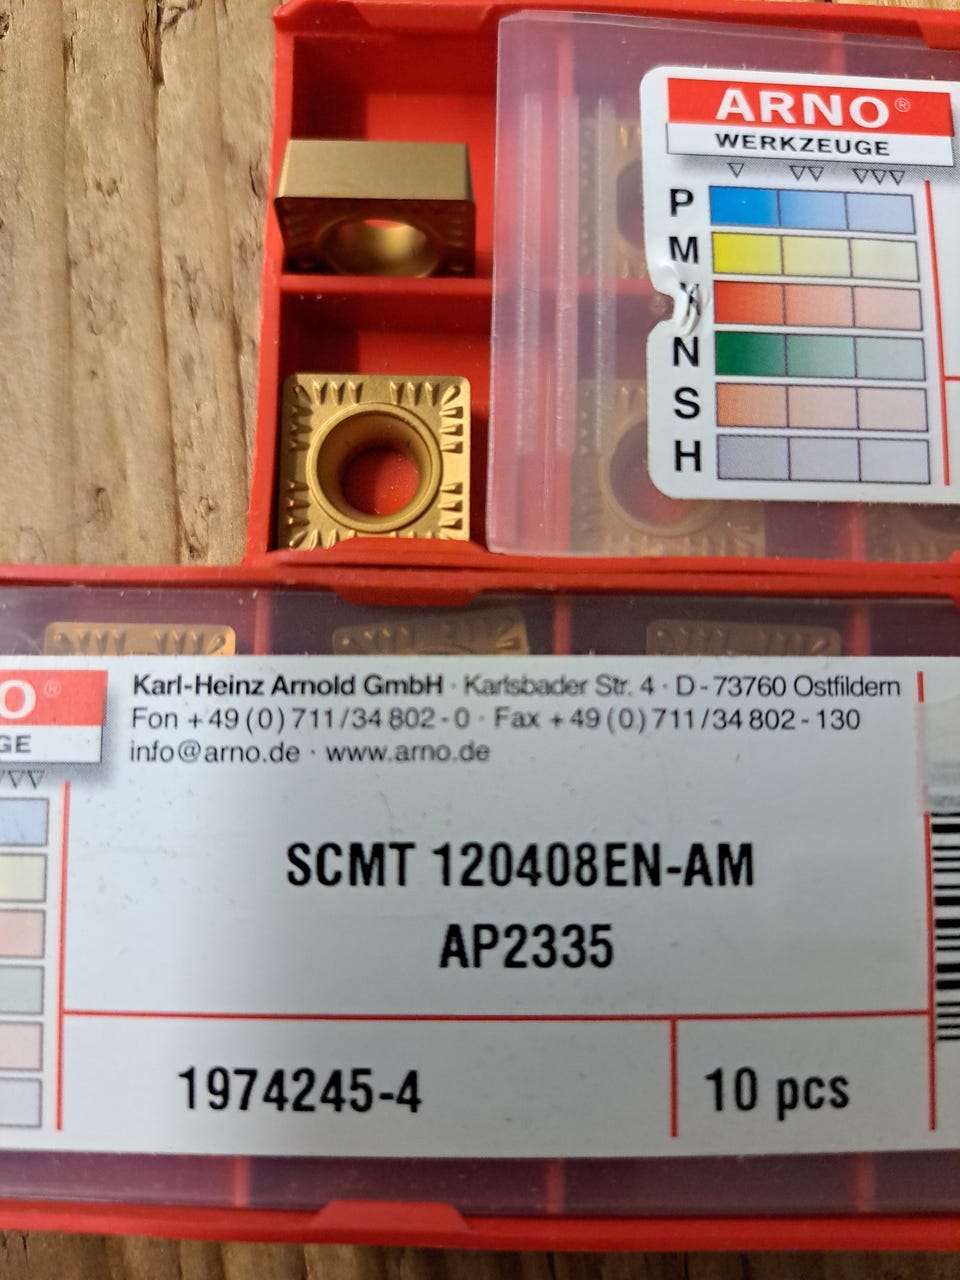 ARNO®
WERKZEUGE
P
M
N
S
H
O®
GE
Karl-Heinz Arnold GmbH · Karlsbader Str. 4 · D - 73760 Ostfildern
Fon +49 (0) 711/34 802 - 0 · Fax +49 (0) 711/34 802 - 130
info@arno.de · www.arno.de
SCMT 120408EN-AM
AP2335
1974245-4
10 pcs